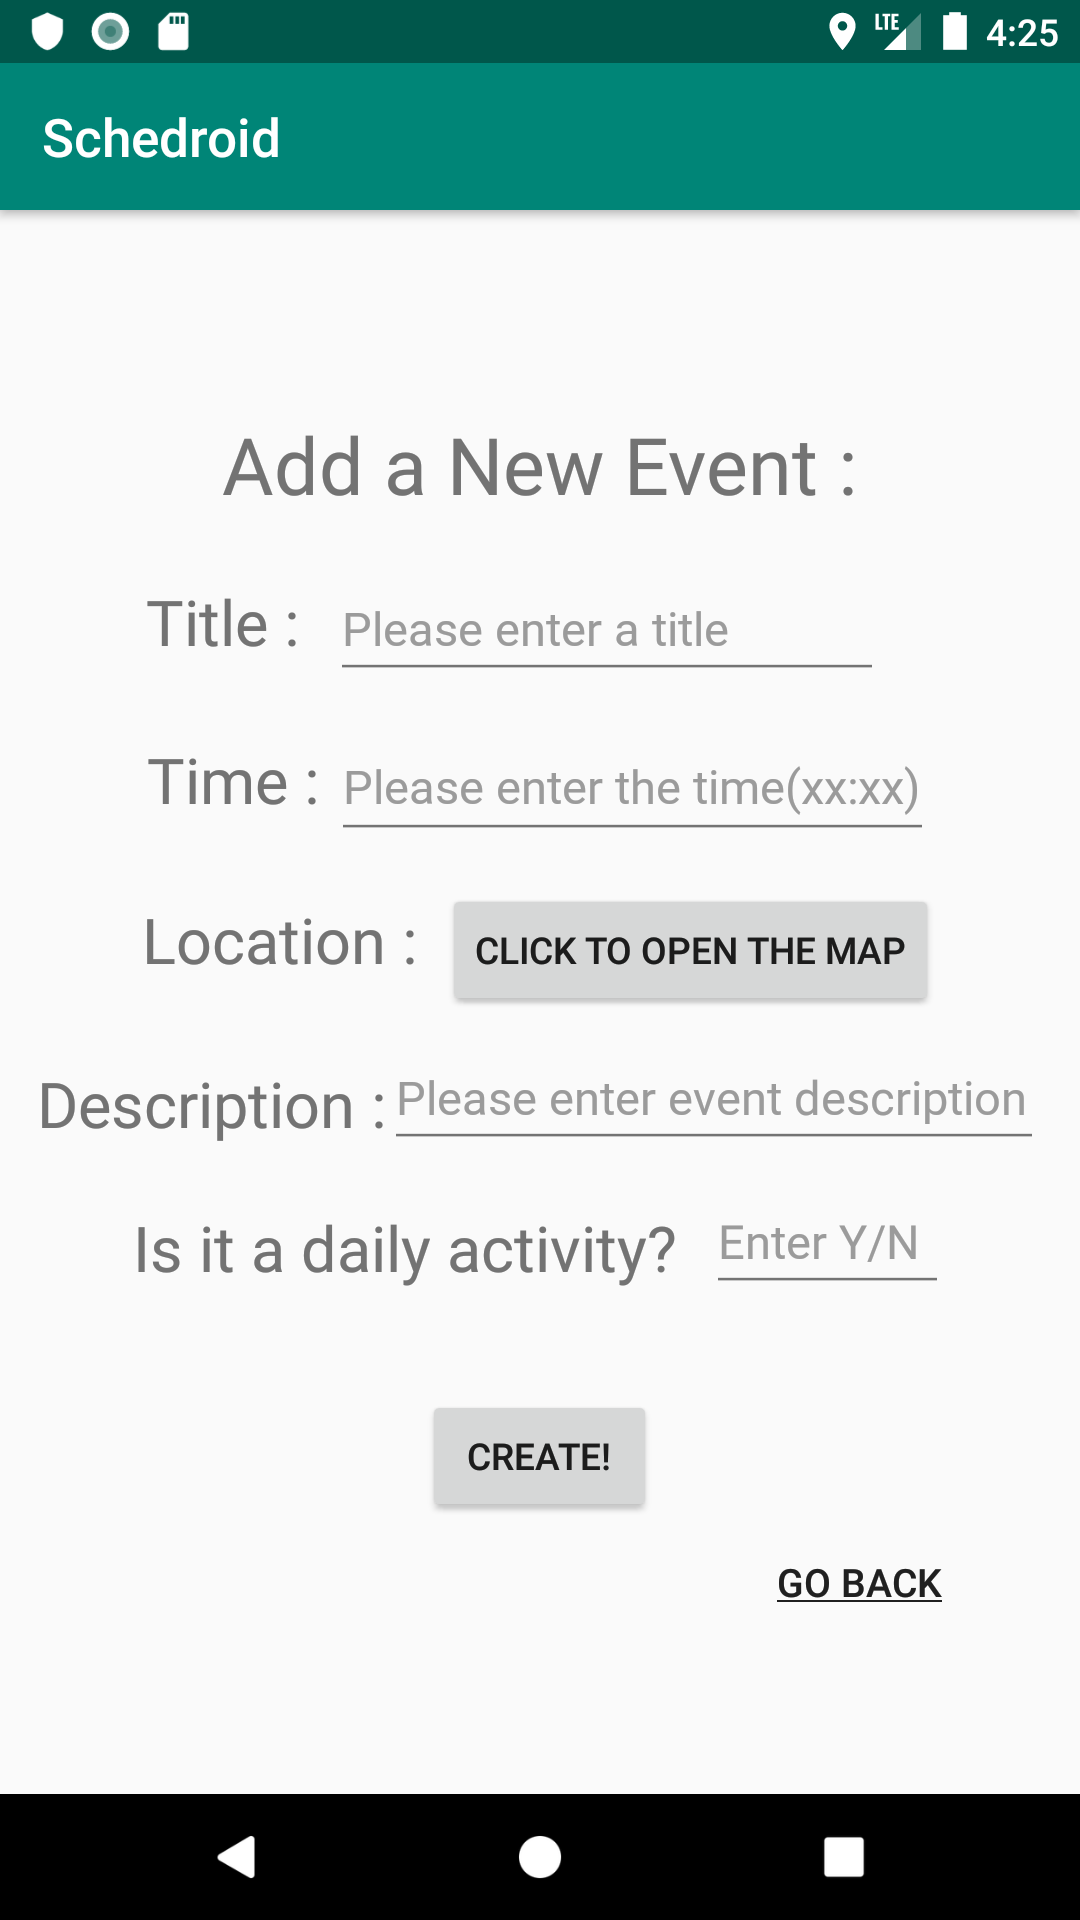 LTE 4:25
Schedroid
Add a New Event :
Title : Please enter a title
Time : Please enter the time(xx:xx)
Location : CLICK TO OPEN THE MAP
Description : Please enter event description
Is it a daily activity? Enter Y/N
CREATE!
GO BACK